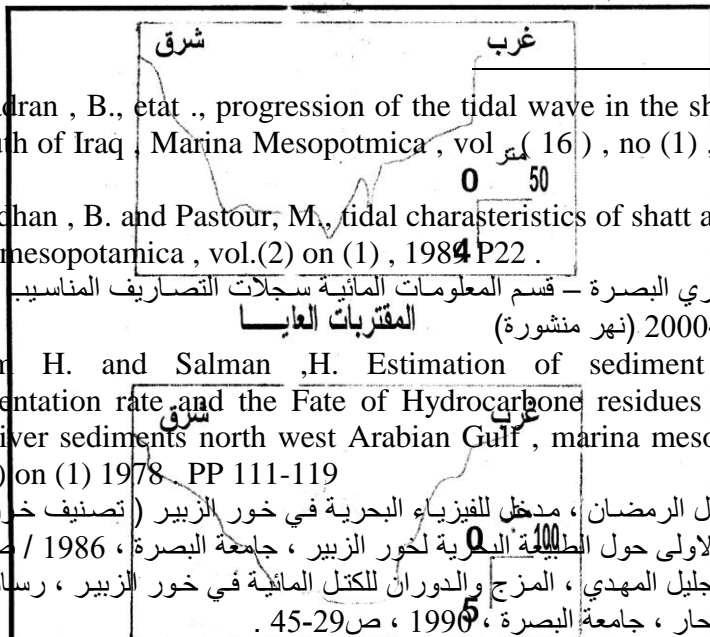 شرق غرب
dran , B., etat ., progression of the tidal wave in the sh
th of Iraq , Marina Mesopotmica , vol ( 16 ) , no (1) ,
متر
0 50
dhan , B. and Pastour, M., tidal charasteristics of shatt a
mesopotamica , vol.(2) on (1) , 1989 P22 .
4
ري البصرة – قسم المعلومات المائية سجلات التصاريف المناسيب
2000 (نهر منشورة)
المقتربات العايا
H. and Salman ,H. Estimation of sediment
entation rate and the Fate of Hydrocarbone residues
شرق غرب
iver sediments north west Arabian Gulf , marina meso
) on (1) 1978 . PP 111-119
ل الرمضان ، مدخل للفيزياء البحرية في خور الزبير ( تصنيف خور
0 100
الاولى حول الطبيعة البحرية لخور الزبير ، جامعة البصرة ، 1986 /
جليل المهدي ، المزج والدوران للكتل المائية في خور الزبير ،
5
حار ، جامعة البصرة ، 1990 ، ص29-45 .